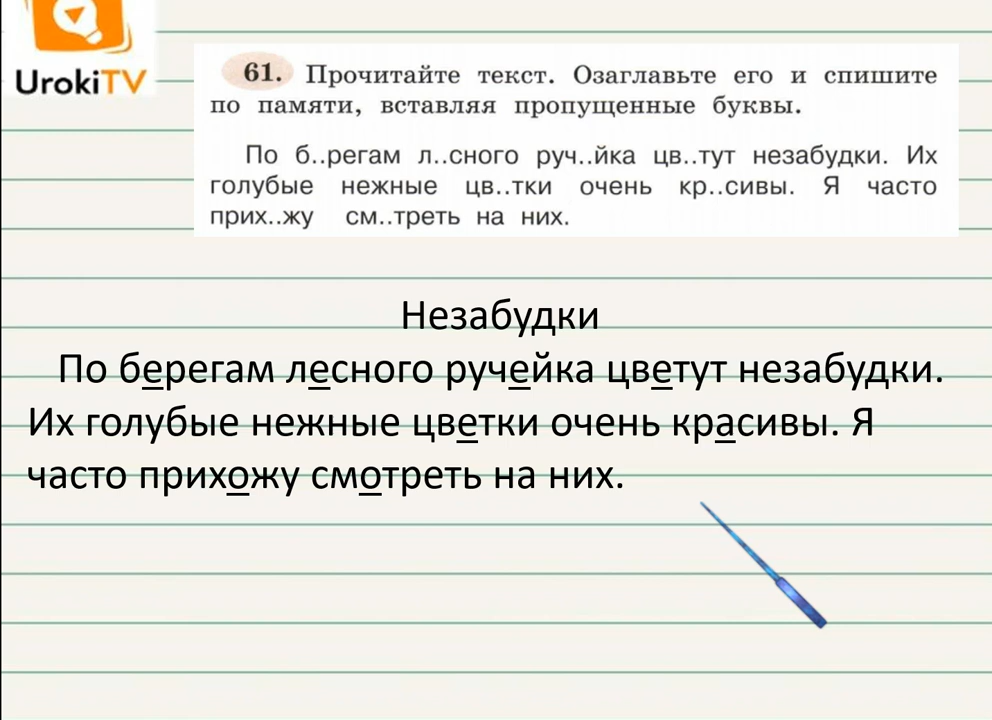 UrokiTV
61. Прочитайте текст. Озаглавьте его и спишите
по памяти, вставляя пропущенные буквы.
По б..регам л..сного руч..йка цв..тут незабудки. Их
голубые нежные цв..тки очень кр..сивы. Я часто
прих..жу см..треть на них.
Незабудки
По берегам лесного ручейка цветут незабудки.
Их голубые нежные цветки очень красивы. Я
часто прихожу смотреть на них.